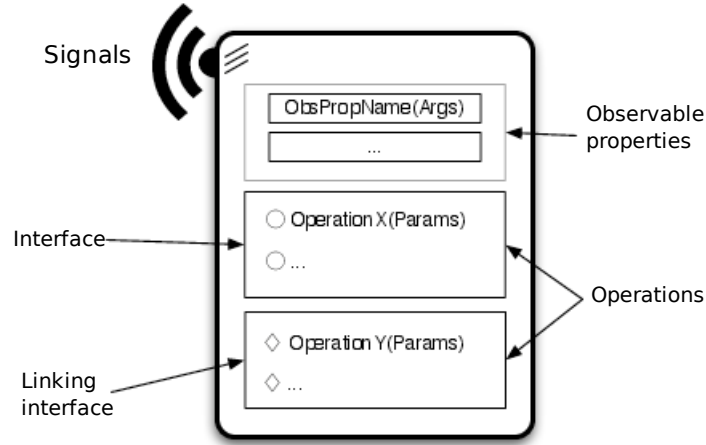 Signals
ObsPropName(Args)
...
Observable
properties
Interface
Operation X(Params)
...
Operations
Operation Y(Params)
...
Linking
interface